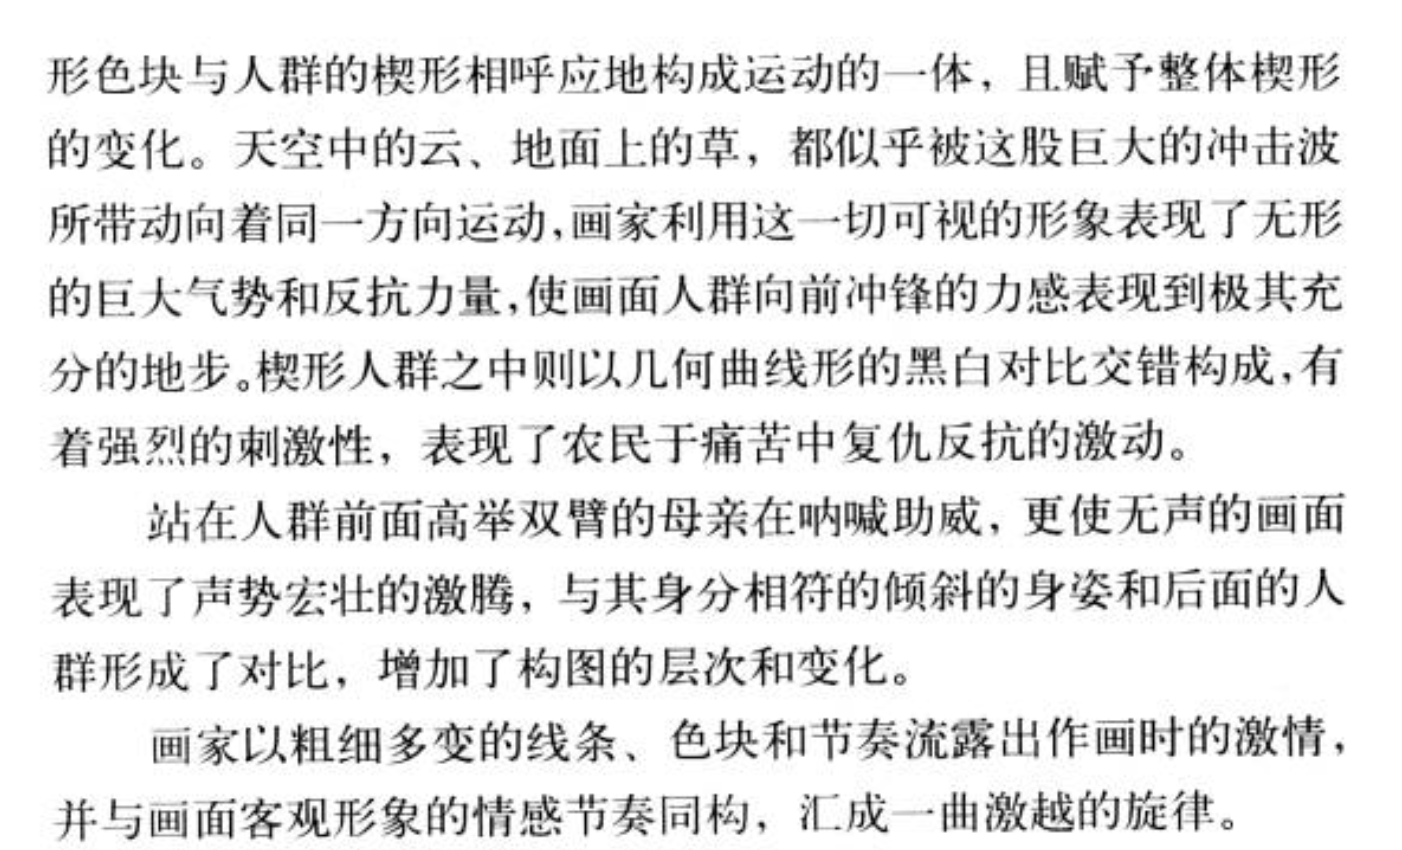 形色块与人群的楔形相呼应地构成运动的一体，且赋予整体楔形
的变化。天空中的云、地面上的草，都似乎被这股巨大的冲击波
所带动向着同一方向运动，画家利用这一切可视的形象表现了无形
的巨大气势和反抗力量，使画面人群向前冲锋的力感表现到极其充
分的地步。楔形人群之中则以几何曲线形的黑白对比交错构成，有
着强烈的刺激性，表现了农民于痛苦中复仇反抗的激动。
站在人群前面高举双臂的母亲在呐喊助威，更使无声的画面
表现了声势宏壮的激腾，与其身分相符的倾斜的身姿和后面的人
群形成了对比，增加了构图的层次和变化。
画家以粗细多变的线条、色块和节奏流露出作画时的激情，
并与画面客观形象的情感节奏同构，汇成一曲激越的旋律。